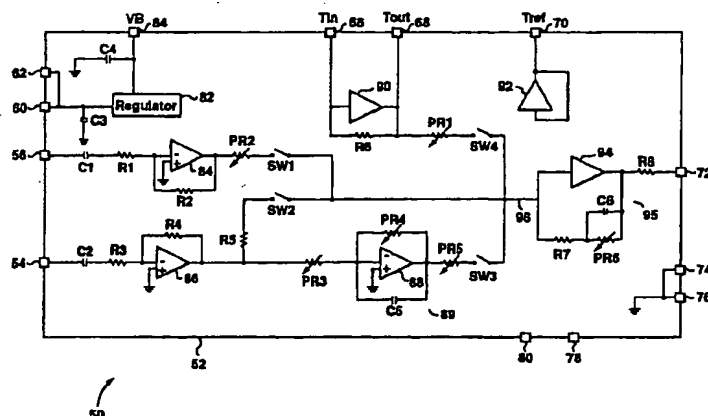 VB 64 Tin 66 Tout 68 Tref 70
C4
62
60
Regulator 82
C3
90
92
R6 PR1 SW4
56
C1 R1 84 PR2 SW1
R2
SW2
94
R8 72
96
C6 95
R7 PR6
54
C2 R3 R4 86
R5
PR3
PR4
88
PR5 SW3
C5 89
74
76
52
80 78
50